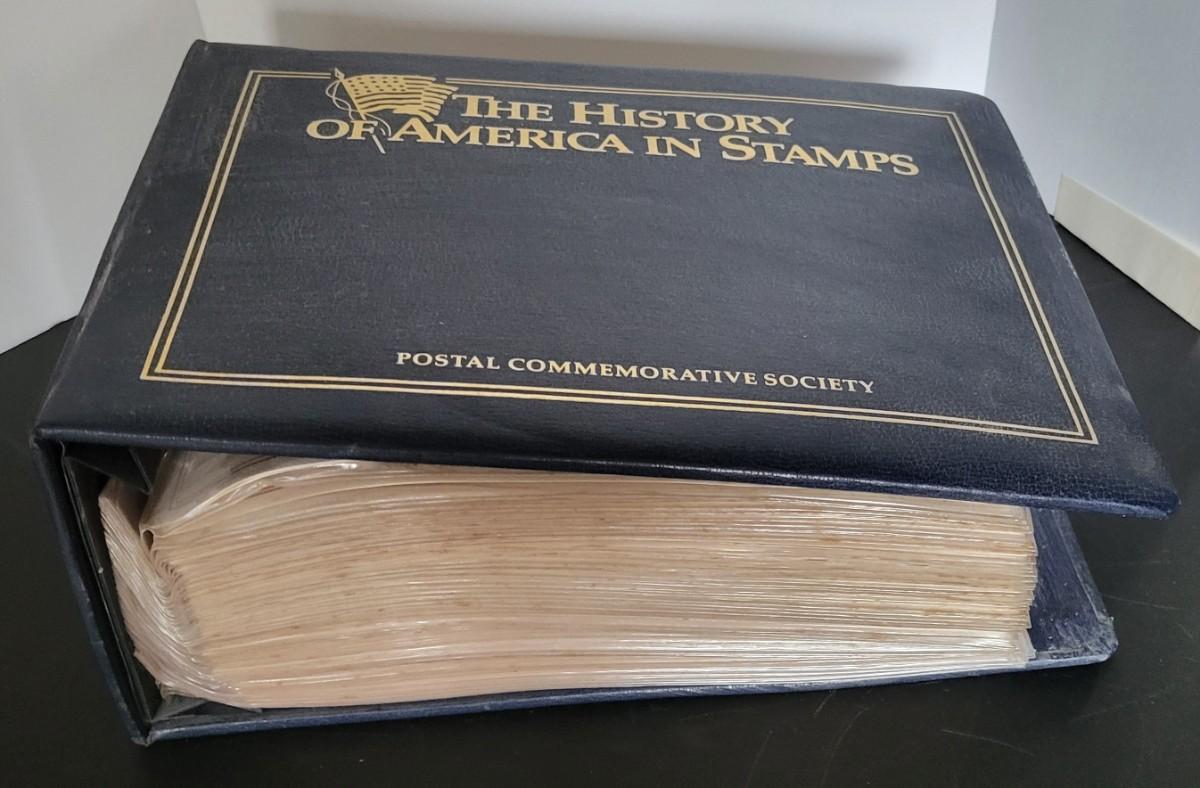 THE HISTORY
OF AMERICA IN STAMPS
POSTAL COMMEMORATIVE SOCIETY